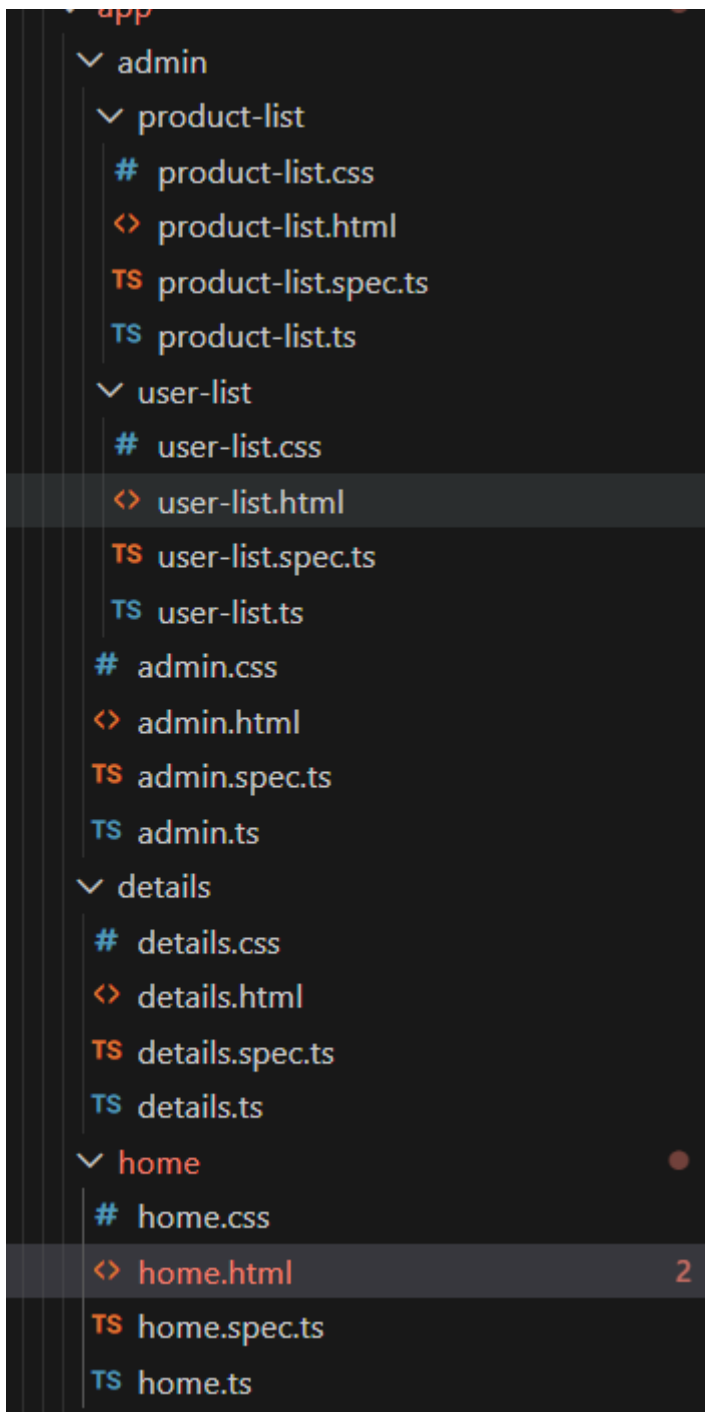 app
admin
product-list
# product-list.css
<> product-list.html
TS product-list.spec.ts
TS product-list.ts
user-list
# user-list.css
<> user-list.html
TS user-list.spec.ts
TS user-list.ts
# admin.css
<> admin.html
TS admin.spec.ts
TS admin.ts
details
# details.css
<> details.html
TS details.spec.ts
TS details.ts
home
# home.css
<> home.html 2
TS home.spec.ts
TS home.ts